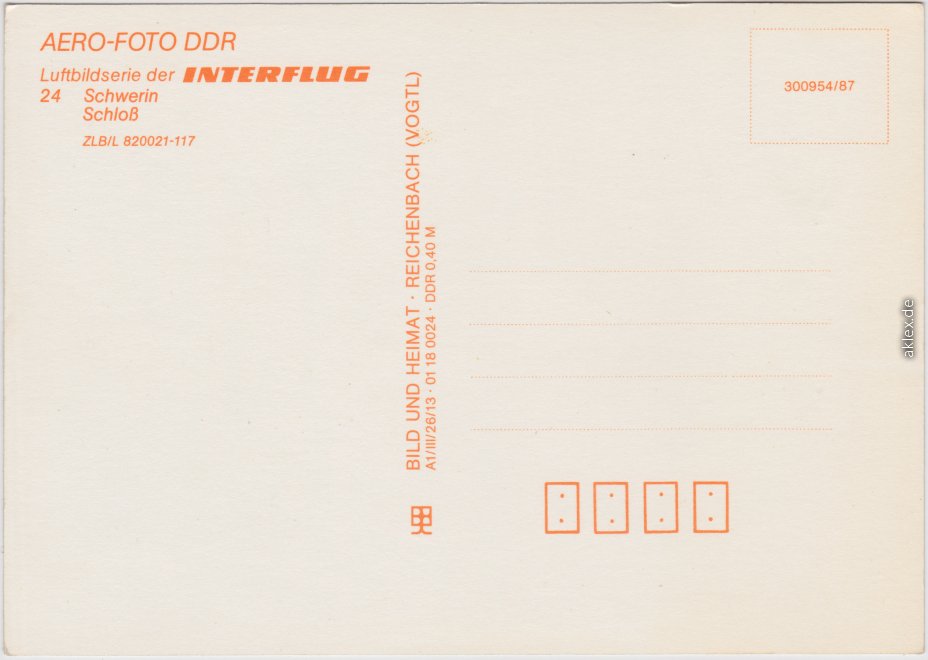 AERO-FOTO DDR
Luftbildserie der INTERFLUG
24 Schwerin
Schloß
ZLB/L 820021-117
BILD UND HEIMAT · REICHENBACH (VOGTL)
A1/III/26/13 · 01 18 0024 · DDR 0,40 M
300954/87
aklex.de